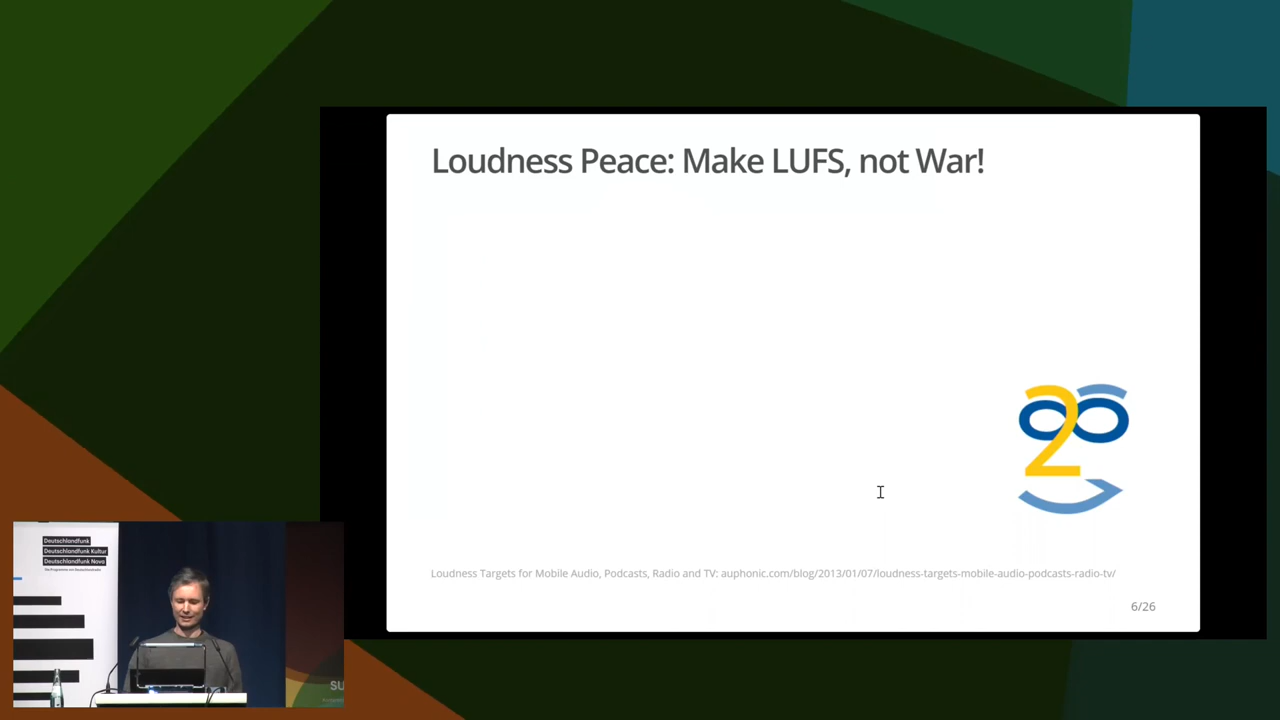 Loudness Peace: Make LUFS, not War!
Loudness Targets for Mobile Audio, Podcasts, Radio and TV: auphonic.com/blog/2013/01/07/loudness-targets-mobile-audio-podcasts-radio-tv/
6/26
Deutschlandfunk
Deutschlandfunk Kultur
Deutschlandfunk Nova
SU